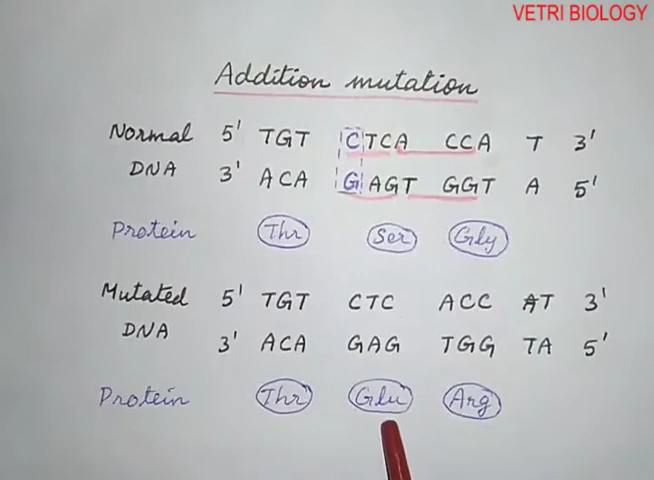 VETRI BIOLOGY
Addition mutation
Normal 5' TGT CTCA CCA T 3'
DNA 3' ACA GAGT GGT A 5'
Protein Thr Ser Gly
Mutated 5' TGT CTC ACC AT 3'
DNA 3' ACA GAG TGG TA 5'
Protein Thr Glu Arg